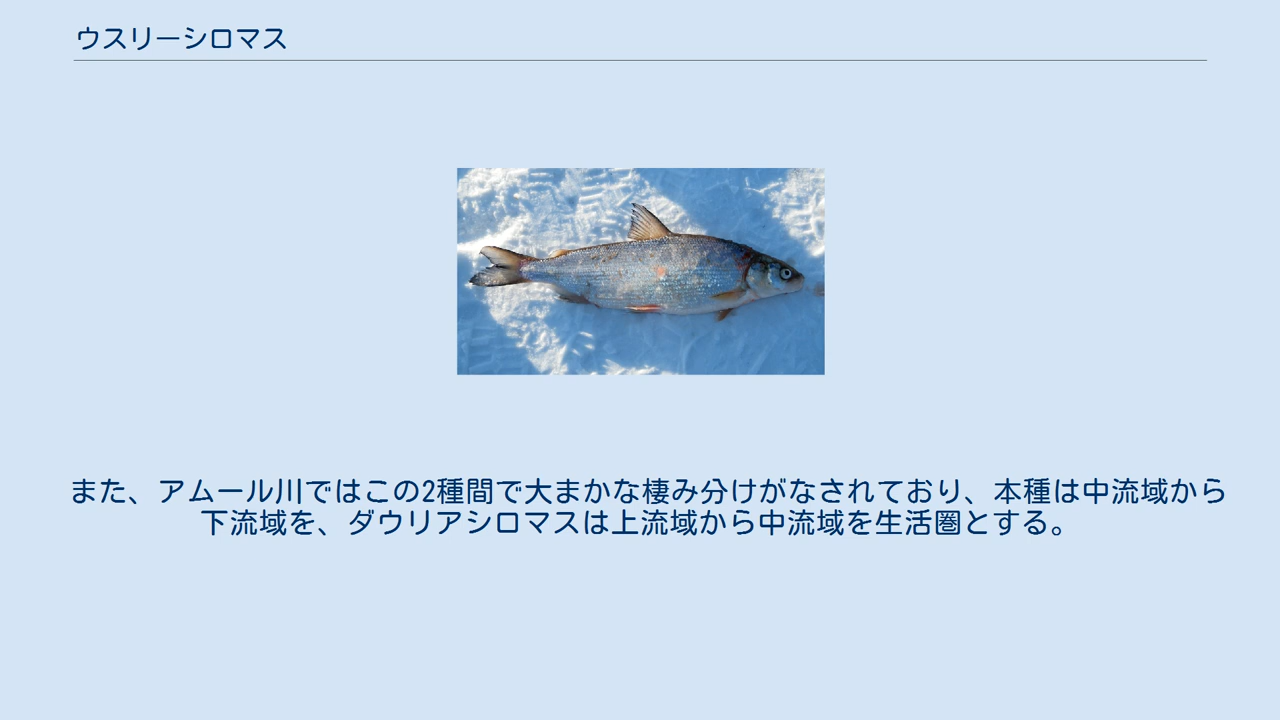 ウスリーシロマス
また、アムール川ではこの2種間で大まかな棲み分けがなされており、本種は中流域から
下流域を、ダウリアシロマスは上流域から中流域を生活圏とする。